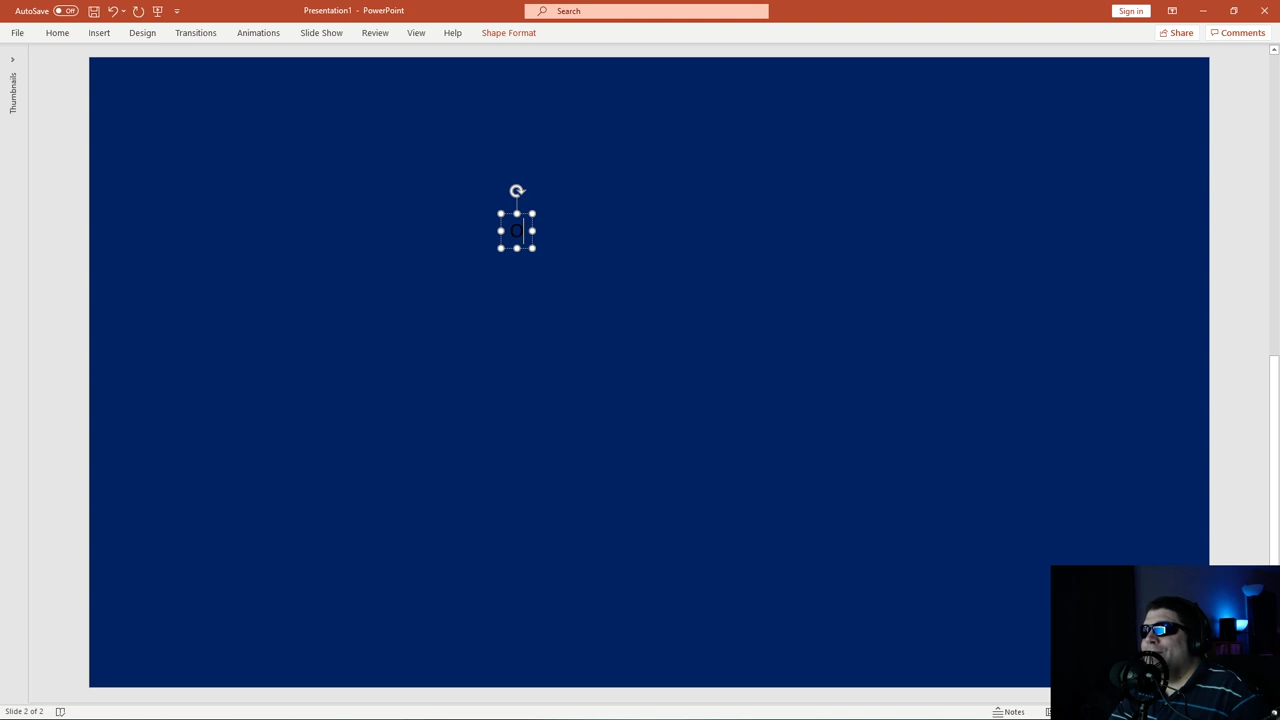 AutoSave Off Presentation1 - PowerPoint Search Sign in
File Home Insert Design Transitions Animations Slide Show Review View Help Shape Format Share Comments
Thumbnails
O
Slide 2 of 2 Notes